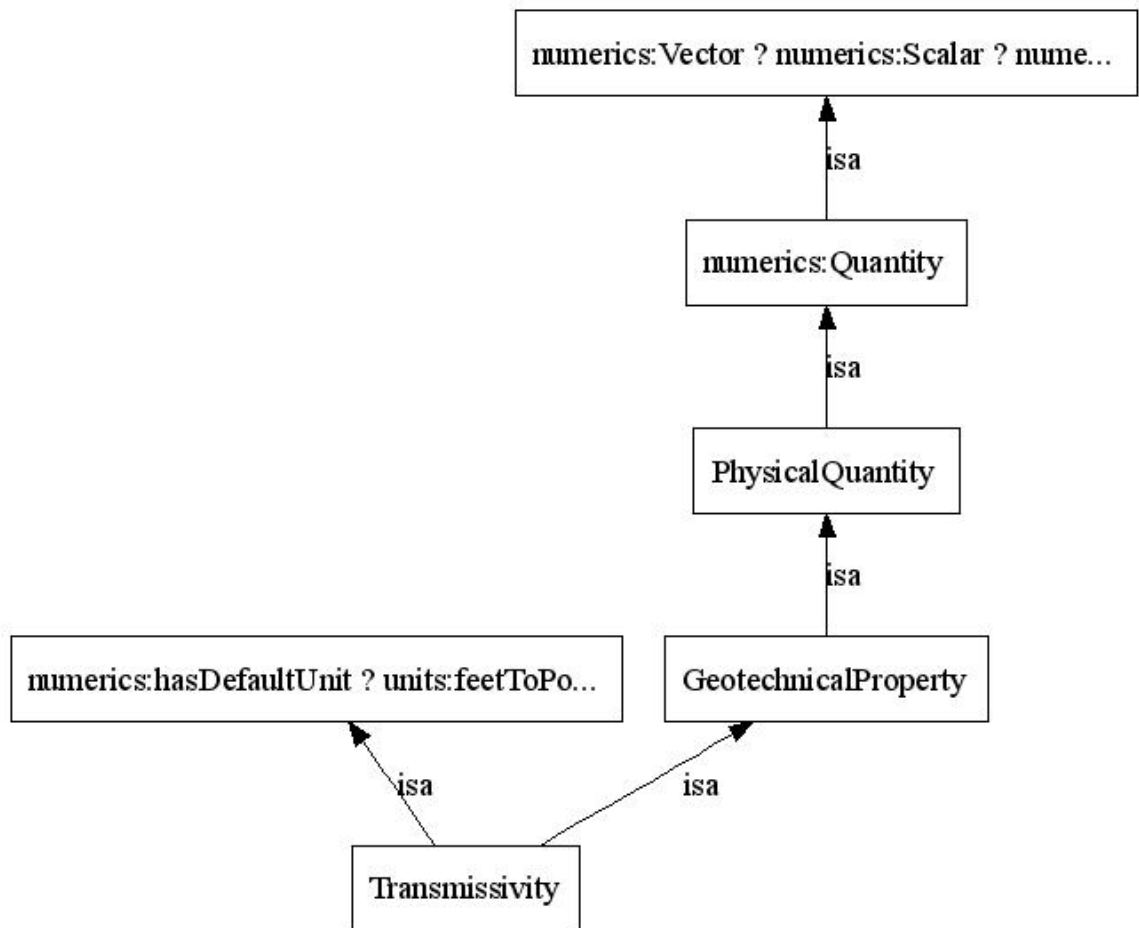 numerics:Vector ? numerics:Scalar ? nume...
isa
numerics:Quantity
isa
PhysicalQuantity
isa
numerics:hasDefaultUnit ? units:feetToPo...
GeotechnicalProperty
isa
isa
Transmissivity